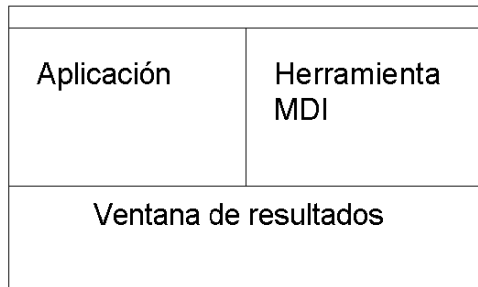 Aplicación
Herramienta
MDI
Ventana de resultados